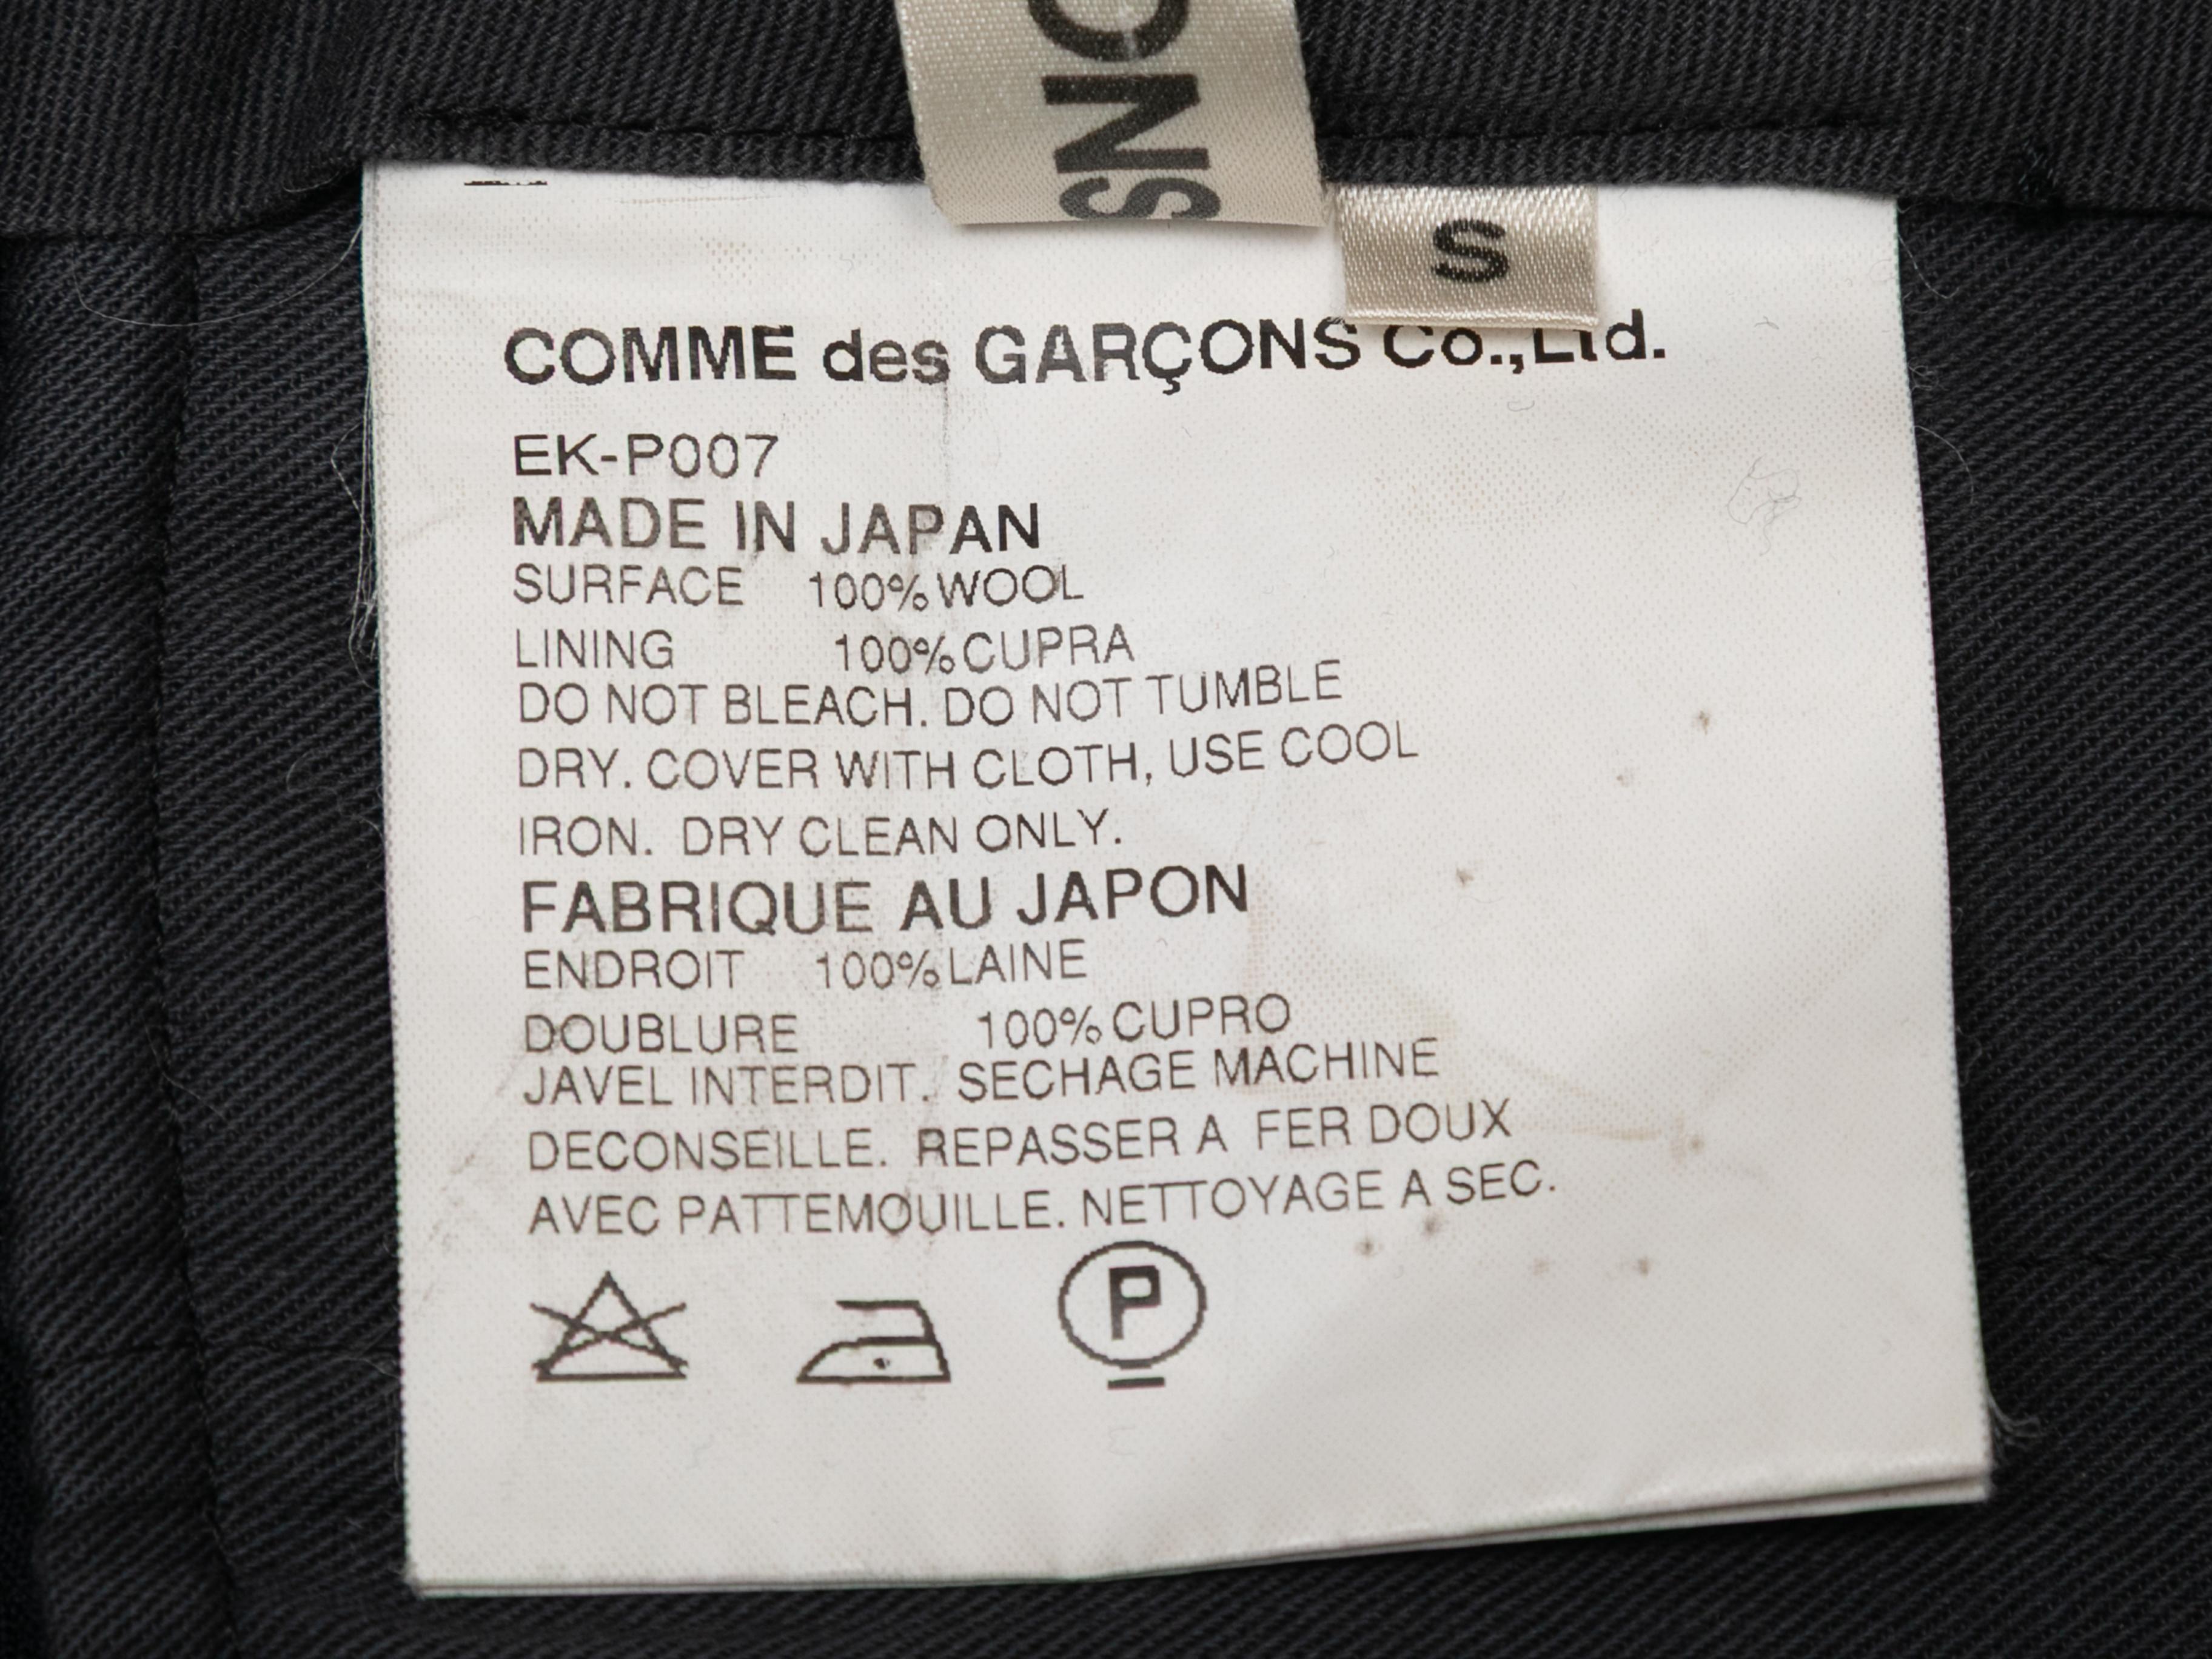 ONS
S
COMME des GARÇONS Co.,Ltd.
EK-P007
MADE IN JAPAN
SURFACE 100% WOOL
LINING 100% CUPRA
DO NOT BLEACH. DO NOT TUMBLE
DRY. COVER WITH CLOTH, USE COOL
IRON. DRY CLEAN ONLY.
FABRIQUE AU JAPON
ENDROIT 100% LAINE
DOUBLURE 100% CUPRO
JAVEL INTERDIT. SECHAGE MACHINE
DECONSEILLE. REPASSER A FER DOUX
AVEC PATTEMOUILLE. NETTOYAGE A SEC.
P